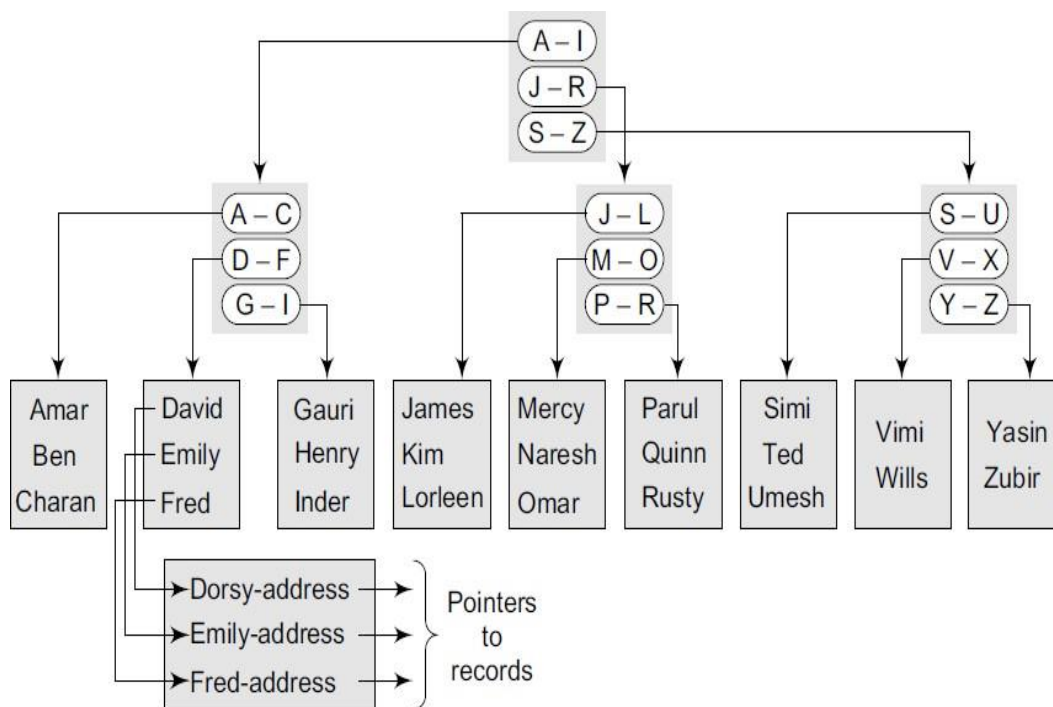 A – I
J – R
S – Z
A – C
D – F
G – I
J – L
M – O
P – R
S – U
V – X
Y – Z
Amar
Ben
Charan
David
Emily
Fred
Gauri
Henry
Inder
James
Kim
Lorleen
Mercy
Naresh
Omar
Parul
Quinn
Rusty
Simi
Ted
Umesh
Vimi
Wills
Yasin
Zubir
Dorsy-address
Emily-address
Fred-address
Pointers
to
records